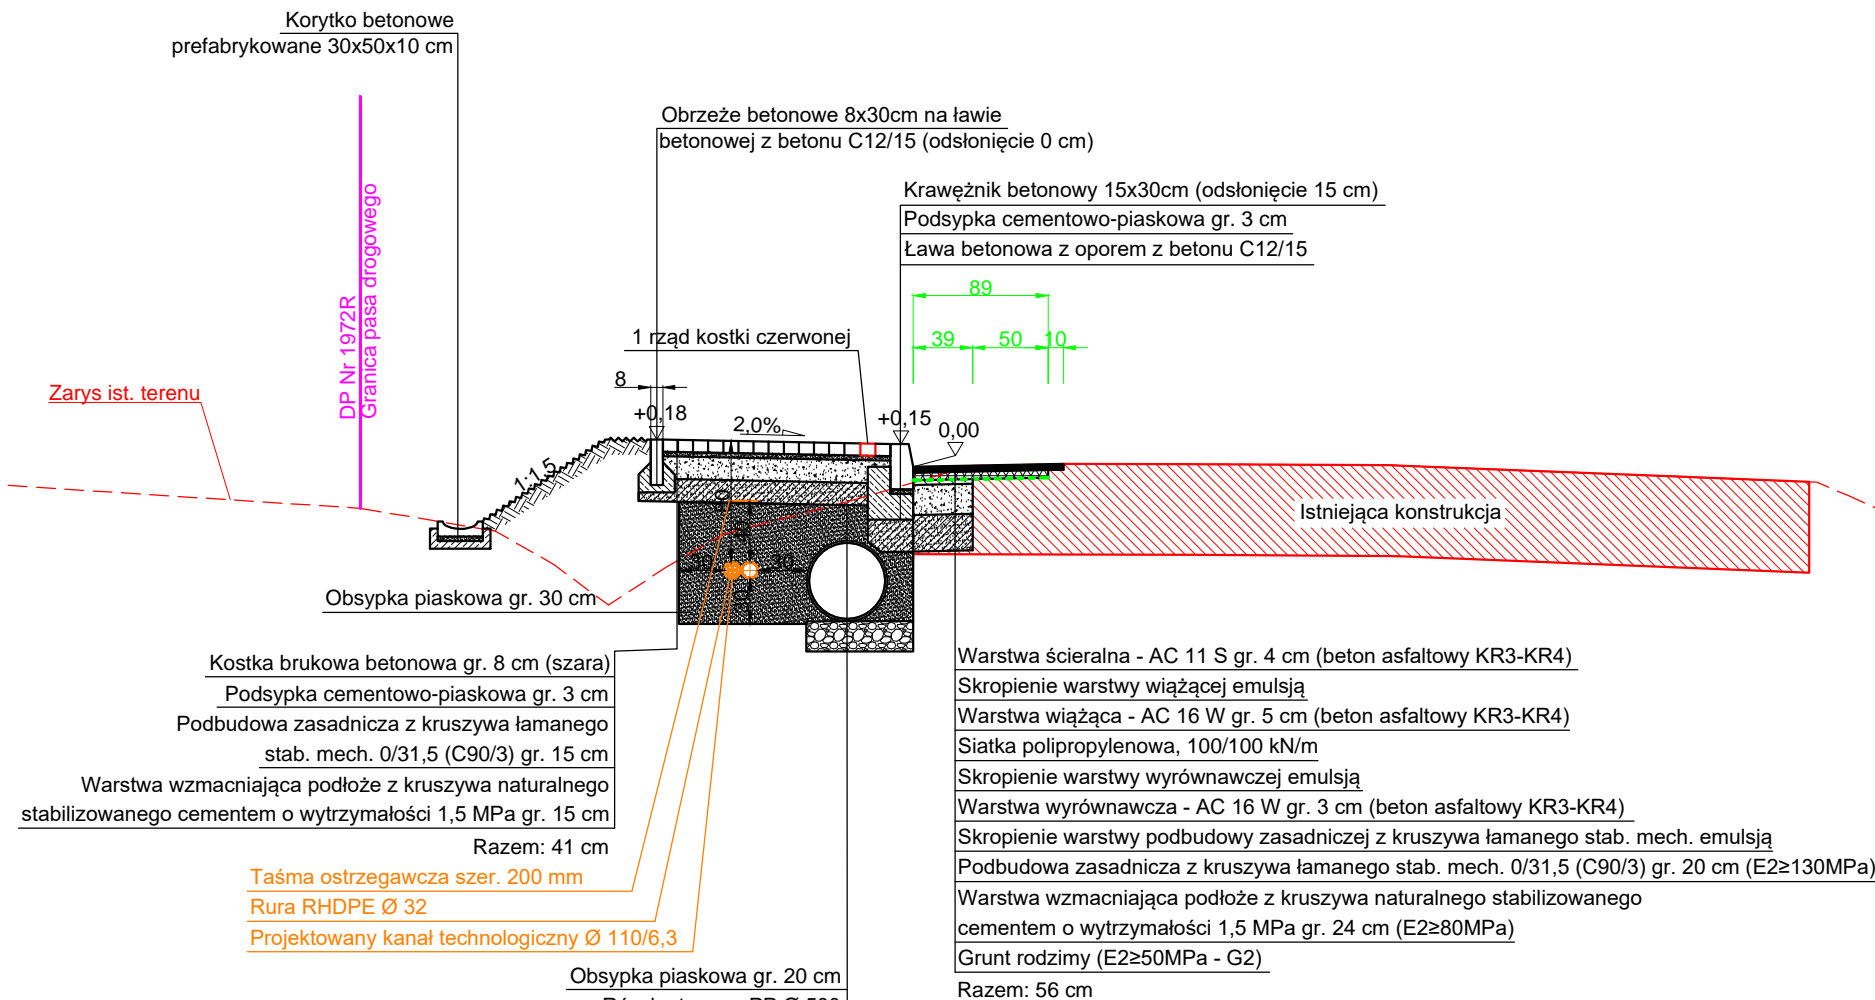 Korytko betonowe
prefabrykowane 30x50x10 cm
Obrzeże betonowe 8x30cm na ławie
betonowej z betonu C12/15 (odsłonięcie 0 cm)
Krawężnik betonowy 15x30cm (odsłonięcie 15 cm)
Podsypka cementowo-piaskowa gr. 3 cm
Ława betonowa z oporem z betonu C12/15
89
39 50 10
1 rząd kostki czerwonej
DP Nr 1972R
Granica pasa drogowego
Zarys ist. terenu
8
+0,18
2,0%
+0,15
0,00
1:1,5
Istniejąca konstrukcja
30
Obsypka piaskowa gr. 30 cm
Kostka brukowa betonowa gr. 8 cm (szara)
Podsypka cementowo-piaskowa gr. 3 cm
Podbudowa zasadnicza z kruszywa łamanego
stab. mech. 0/31,5 (C90/3) gr. 15 cm
Warstwa wzmacniająca podłoże z kruszywa naturalnego
stabilizowanego cementem o wytrzymałości 1,5 MPa gr. 15 cm
Razem: 41 cm
Taśma ostrzegawcza szer. 200 mm
Rura RHDPE Ø 32
Projektowany kanał technologiczny Ø 110/6,3
Obsypka piaskowa gr. 20 cm
Warstwa ścieralna - AC 11 S gr. 4 cm (beton asfaltowy KR3-KR4)
Skropienie warstwy wiążącej emulsją
Warstwa wiążąca - AC 16 W gr. 5 cm (beton asfaltowy KR3-KR4)
Siatka polipropylenowa, 100/100 kN/m
Skropienie warstwy wyrównawczej emulsją
Warstwa wyrównawcza - AC 16 W gr. 3 cm (beton asfaltowy KR3-KR4)
Skropienie warstwy podbudowy zasadniczej z kruszywa łamanego stab. mech. emulsją
Podbudowa zasadnicza z kruszywa łamanego stab. mech. 0/31,5 (C90/3) gr. 20 cm (E2≥130MPa)
Warstwa wzmacniająca podłoże z kruszywa naturalnego stabilizowanego
cementem o wytrzymałości 1,5 MPa gr. 24 cm (E2≥80MPa)
Grunt rodzimy (E2≥50MPa - G2)
Razem: 56 cm